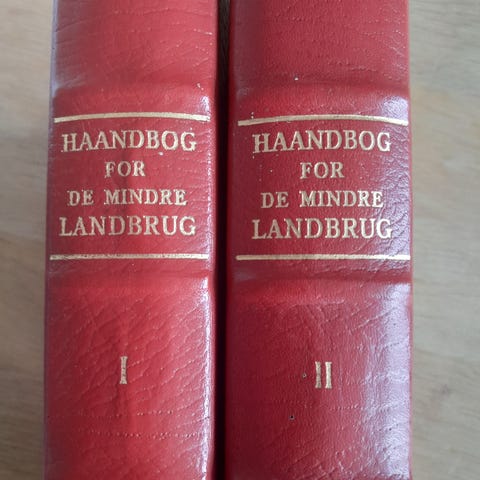 HAANDBOG
FOR
DE MINDRE
LANDBRUG
I
HAANDBOG
FOR
DE MINDRE
LANDBRUG
II